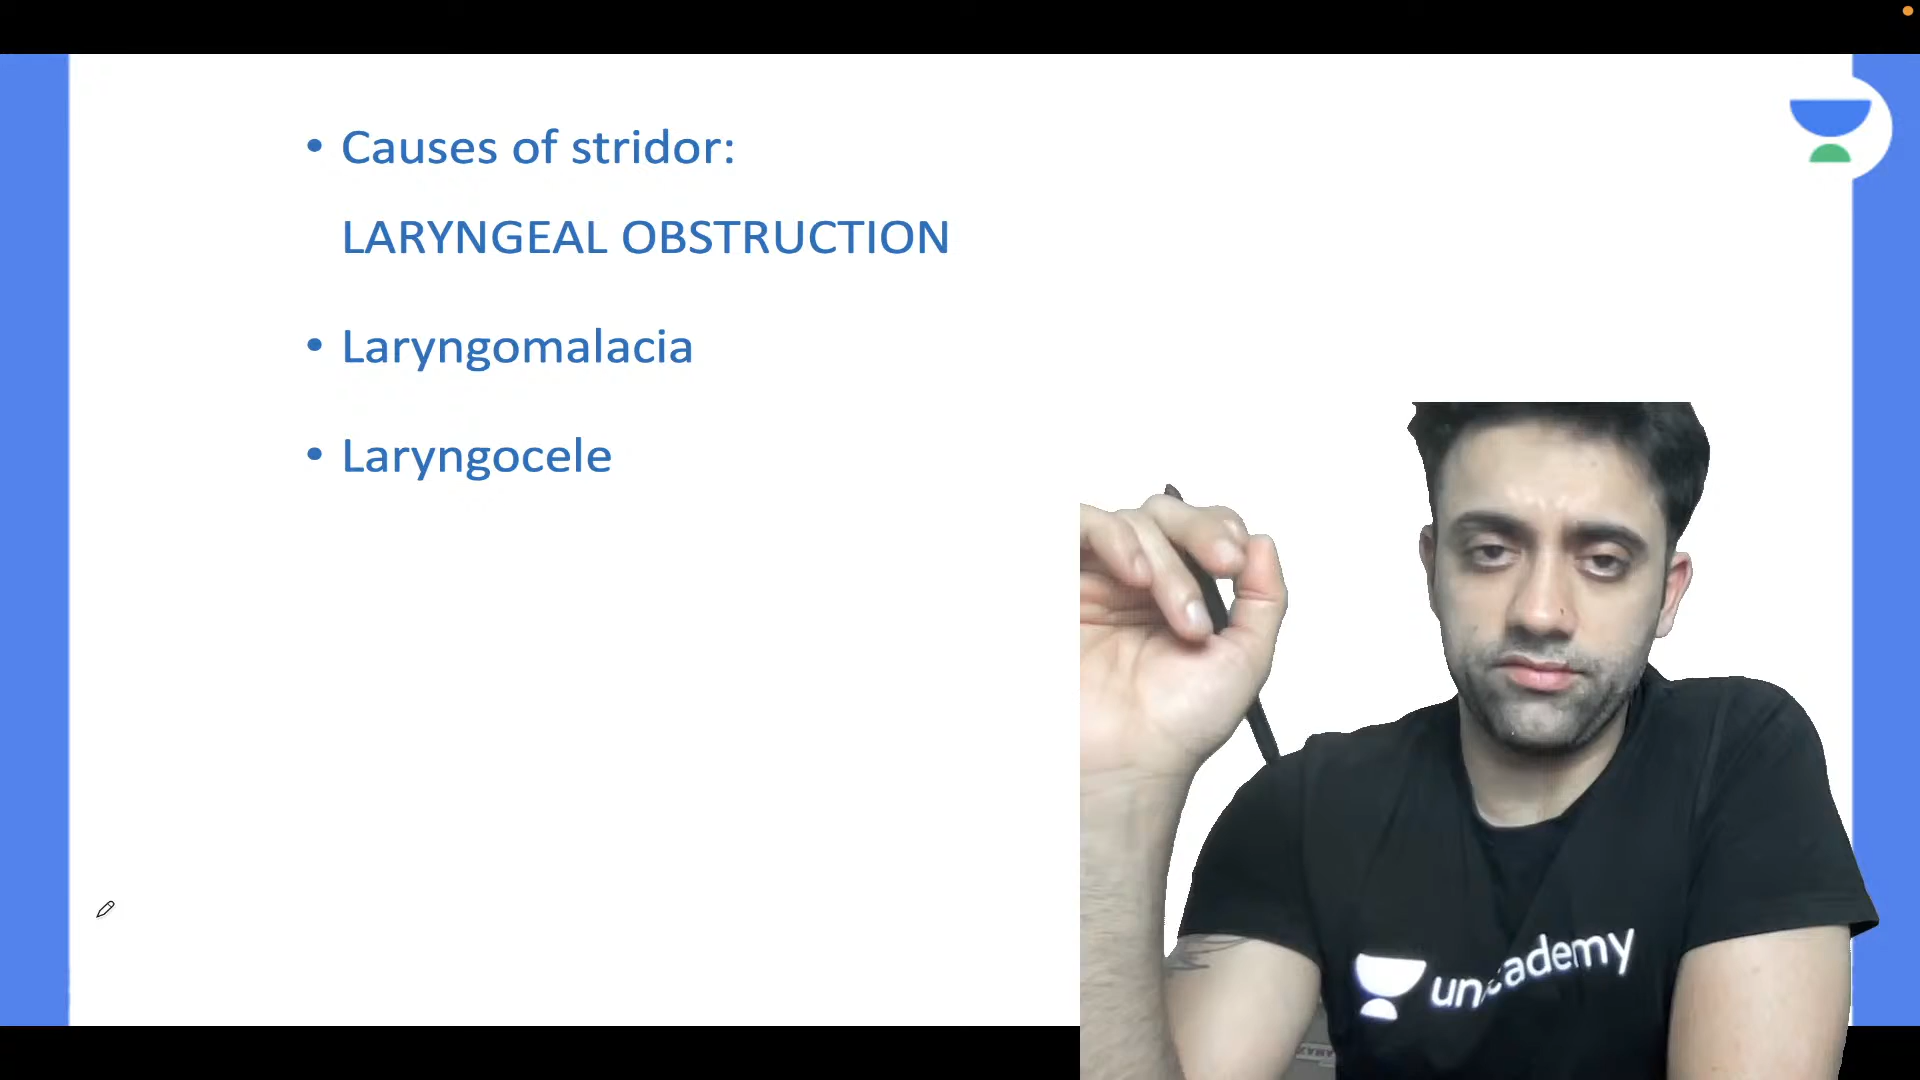 • Causes of stridor:
LARYNGEAL OBSTRUCTION
• Laryngomalacia
• Laryngocele
unacademy